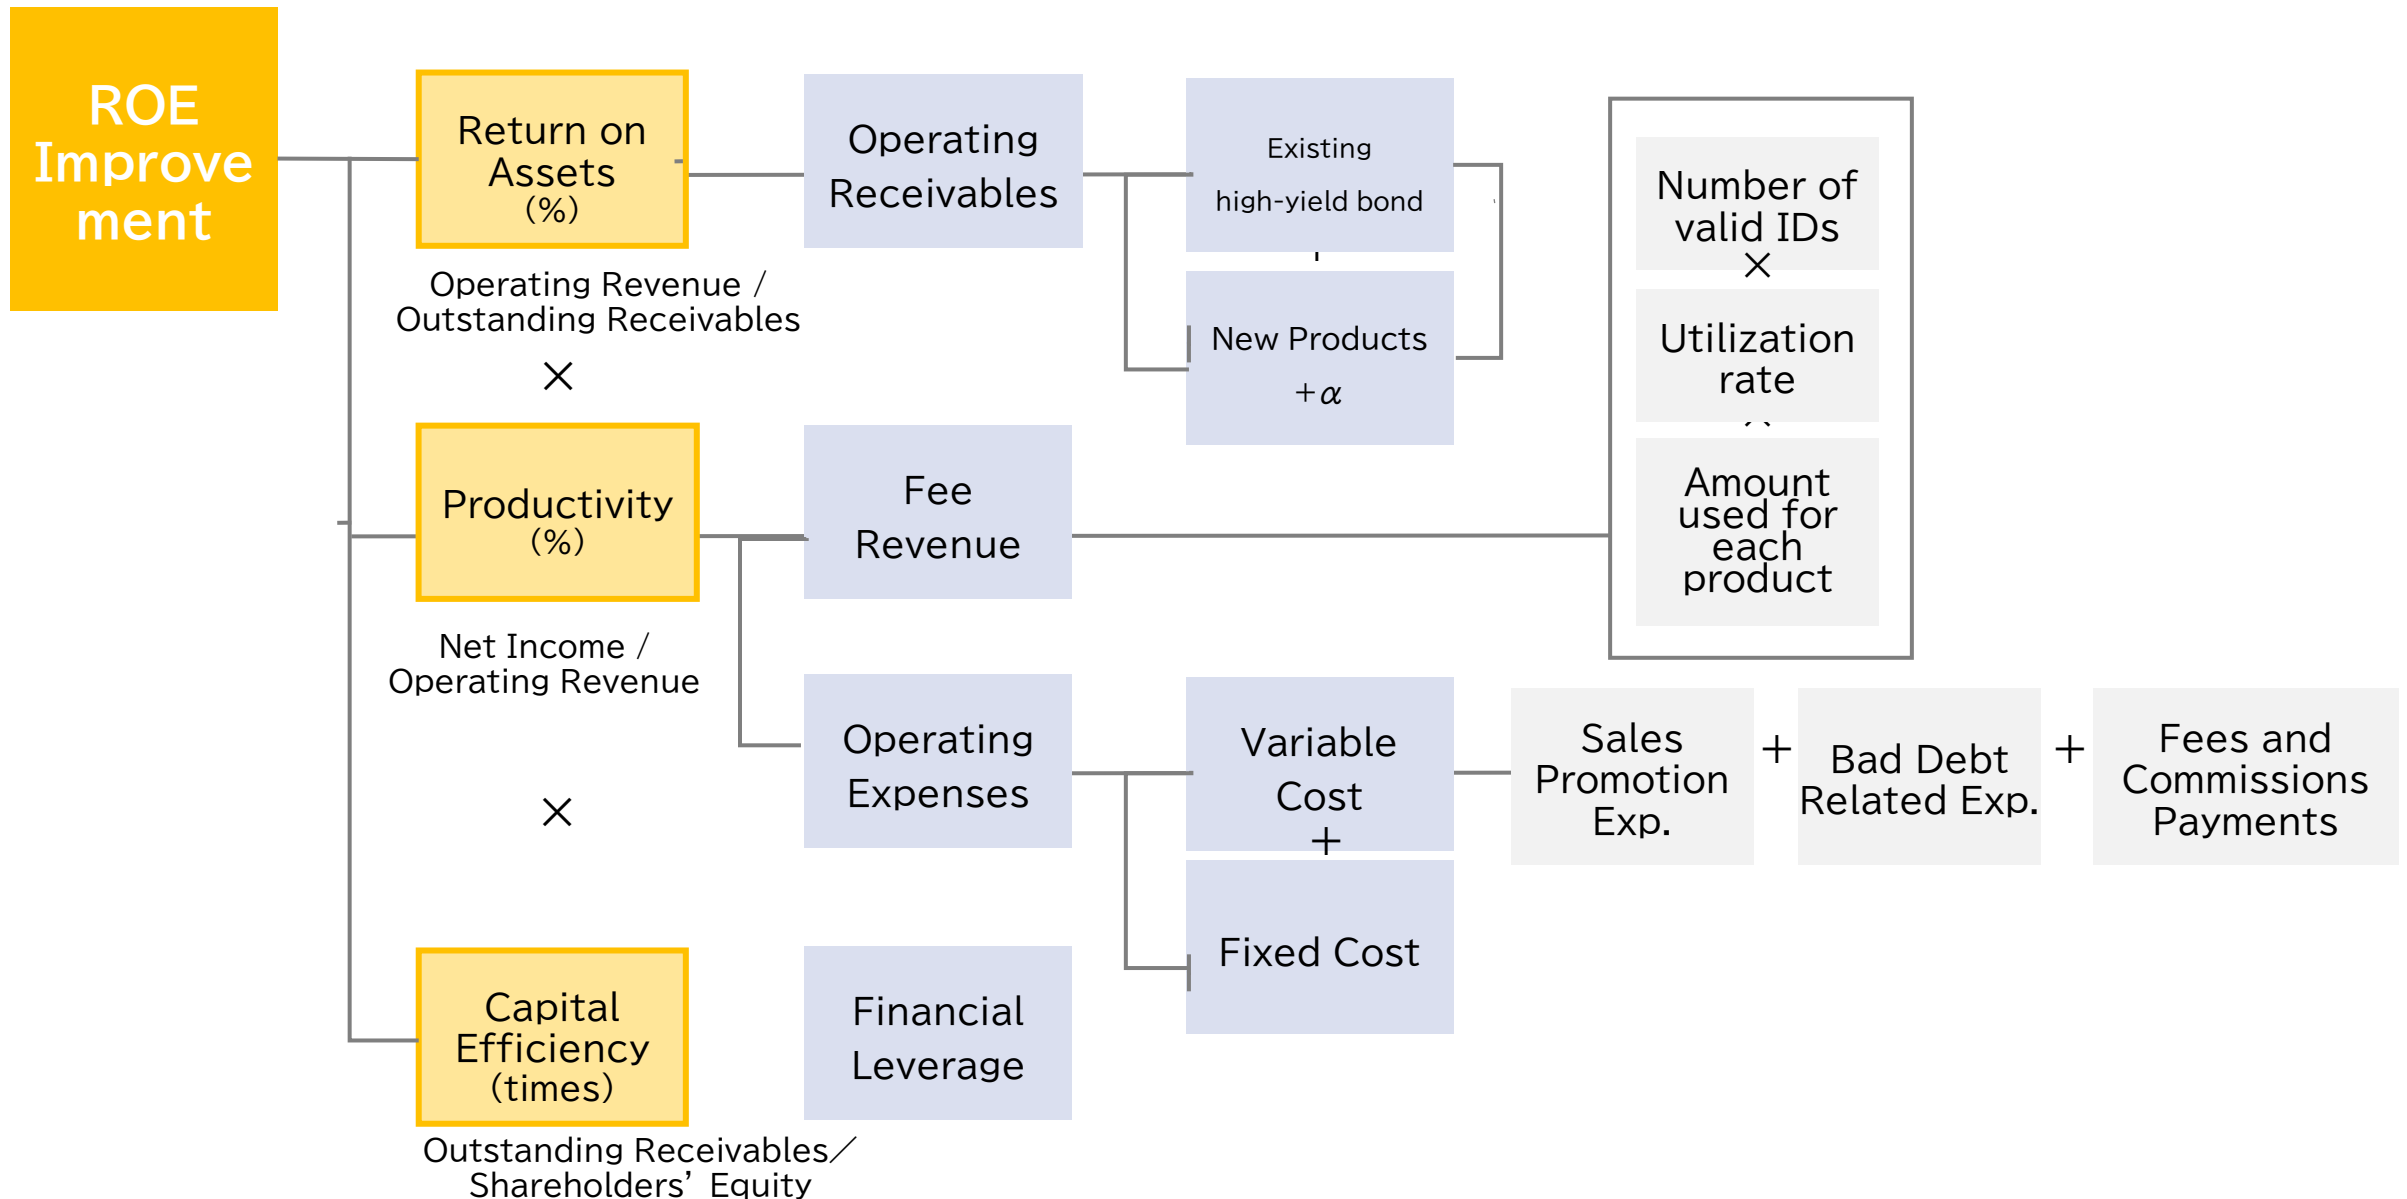 ROE
Improve
ment
Return on
Assets
(%)
Operating Revenue /
Outstanding Receivables
×
Productivity
(%)
Net Income /
Operating Revenue
×
Capital
Efficiency
(times)
Outstanding Receivables／
Shareholders’ Equity
Operating
Receivables
Fee
Revenue
Operating
Expenses
Financial
Leverage
Existing
high-yield bond
New Products
+α
Variable
Cost
+
Fixed Cost
Number of
valid IDs
×
Utilization
rate
Amount
used for
each
product
Sales
Promotion
Exp.
+
Bad Debt
Related Exp.
+
Fees and
Commissions
Payments